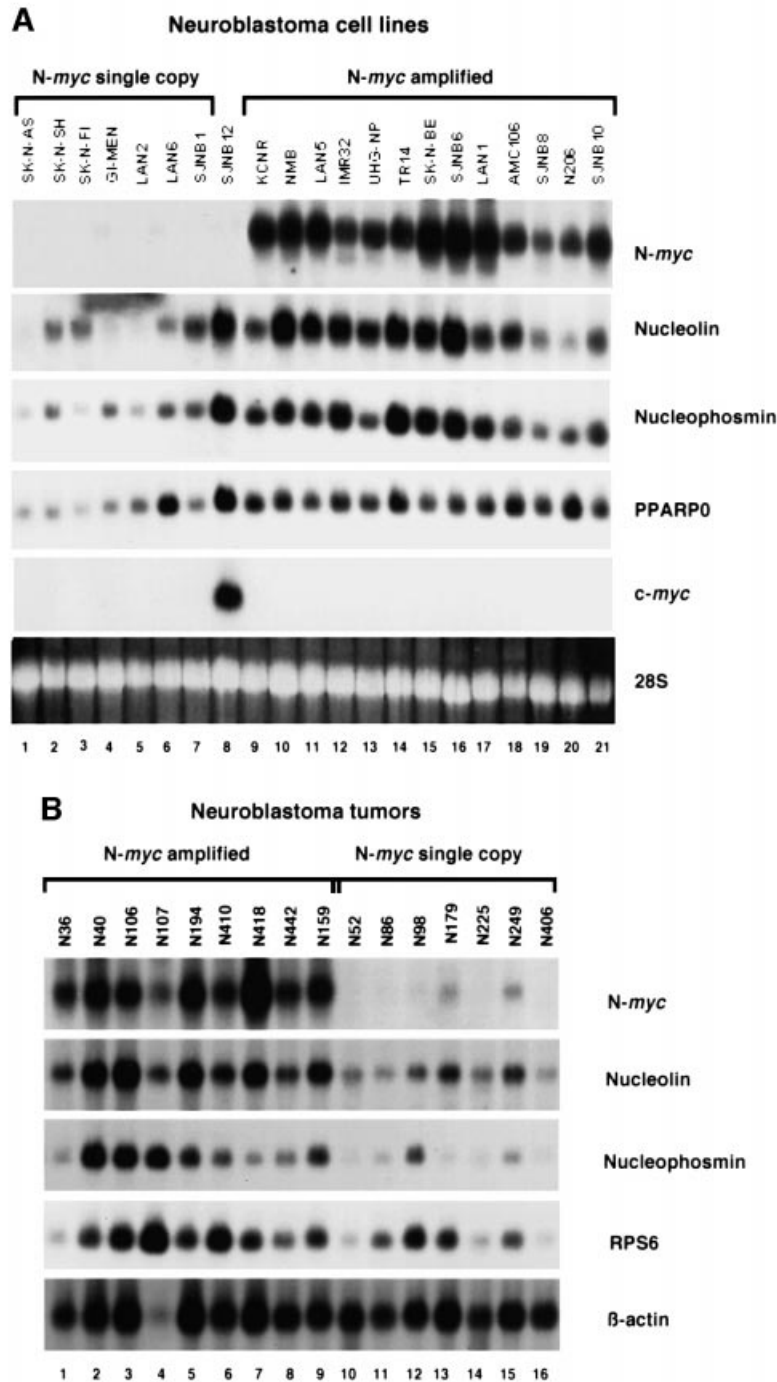 A
Neuroblastoma cell lines
N-myc single copy
N-myc amplified
SK-N-AS
SK-N-SH
SK-N-FI
GI-MEN
LAN2
LAN6
SJNB1
SJNB12
KCNR
NMB
LAN5
IMR32
UHG-NP
TR14
SK-N-BE
SJNB6
LAN1
AMC106
SJNB8
N206
SJNB10
N-myc
Nucleolin
Nucleophosmin
PPARP0
c-myc
28S
1 2 3 4 5 6 7 8 9 10 11 12 13 14 15 16 17 18 19 20 21
B
Neuroblastoma tumors
N-myc amplified
N-myc single copy
N36
N40
N106
N107
N194
N410
N418
N442
N159
N52
N86
N98
N179
N225
N249
N406
N-myc
Nucleolin
Nucleophosmin
RPS6
ß-actin
1 2 3 4 5 6 7 8 9 10 11 12 13 14 15 16